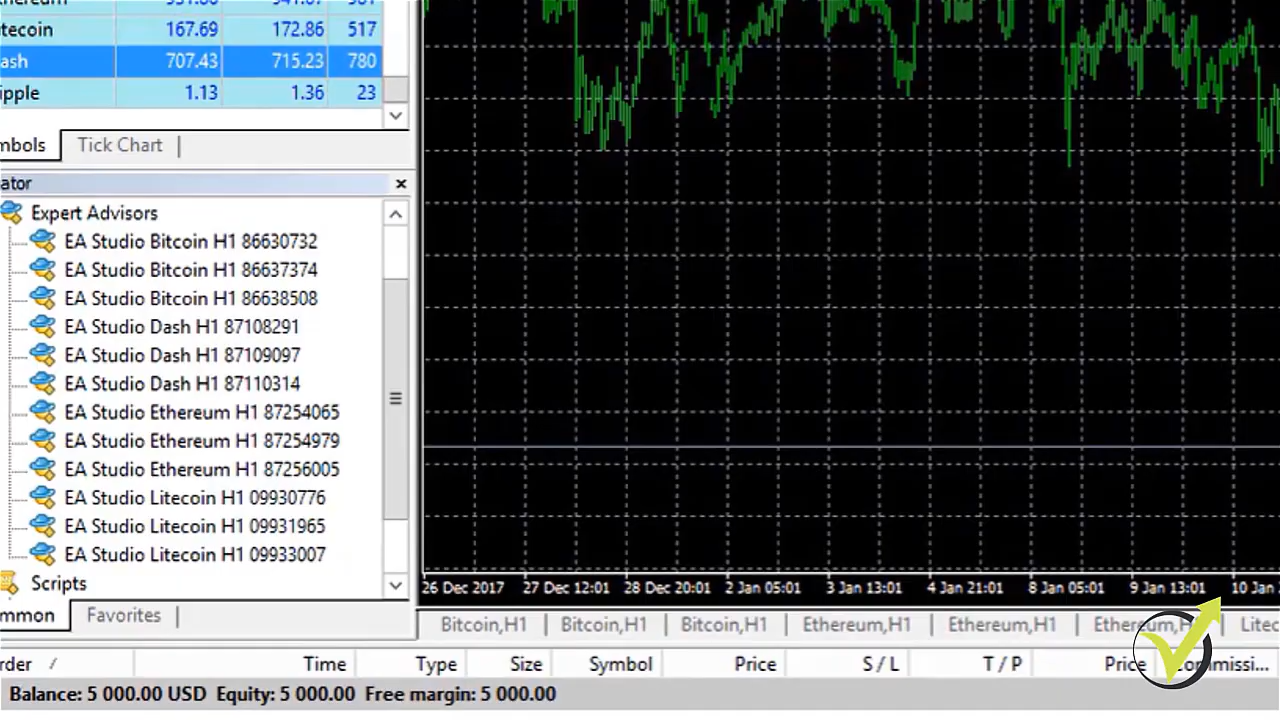 167.69 172.86 517
707.43 715.23 780
1.13 1.36 23
Tick Chart
Expert Advisors
EA Studio Bitcoin H1 86630732
EA Studio Bitcoin H1 86637374
EA Studio Bitcoin H1 86638508
EA Studio Dash H1 87108291
EA Studio Dash H1 87109097
EA Studio Dash H1 87110314
EA Studio Ethereum H1 87254065
EA Studio Ethereum H1 87254979
EA Studio Ethereum H1 87256005
EA Studio Litecoin H1 09930776
EA Studio Litecoin H1 09931965
EA Studio Litecoin H1 09933007
Scripts
mmon Favorites
26 Dec 2017 27 Dec 12:01 28 Dec 20:01 2 Jan 05:01 3 Jan 13:01 4 Jan 21:01 8 Jan 05:01 9 Jan 13:01 10 Jan
Bitcoin,H1 Bitcoin,H1 Bitcoin,H1 Ethereum,H1 Ethereum,H1 Litec
rder / Time Type Size Symbol Price S / L T / P Price
Balance: 5 000.00 USD Equity: 5 000.00 Free margin: 5 000.00